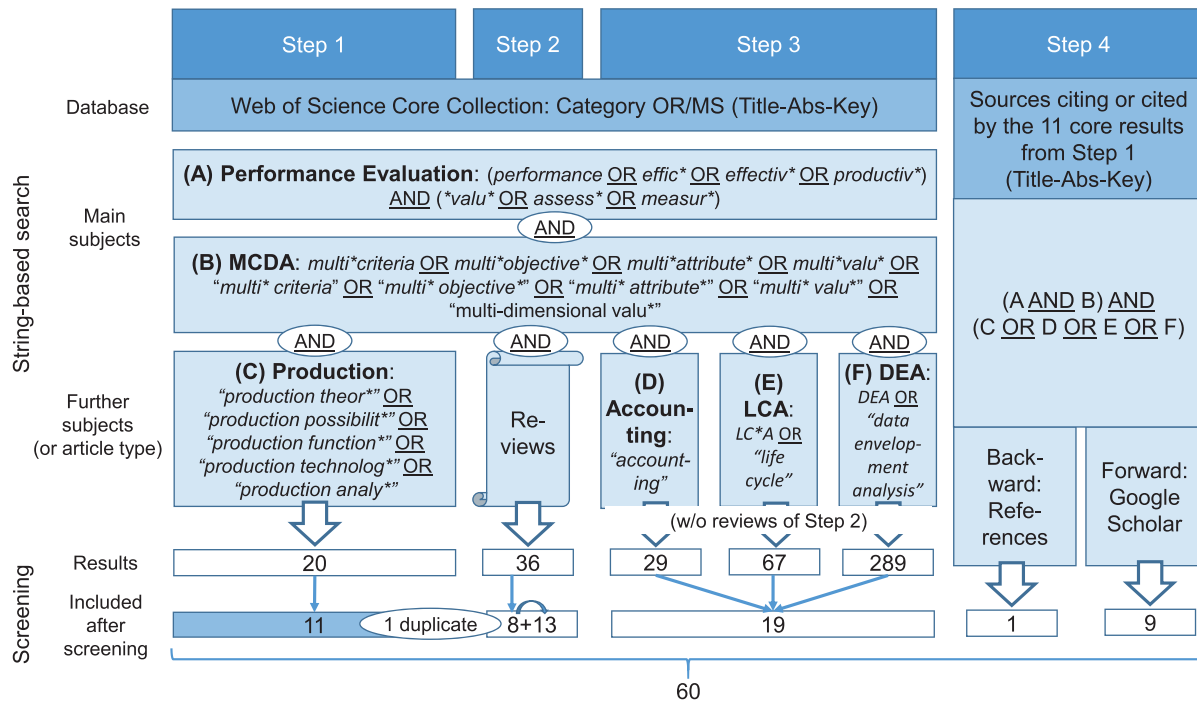 Step 1
Step 2
Step 3
Step 4
String-based search
Database
Web of Science Core Collection: Category OR/MS (Title-Abs-Key)
Sources citing or cited
by the 11 core results
from Step 1
(Title-Abs-Key)
Main
subjects
(A) Performance Evaluation: (performance OR effic* OR effectiv* OR productiv*)
AND (*valu* OR assess* OR measur*)
AND
(B) MCDA: multi*criteria OR multi*objective* OR multi*attribute* OR multi*valu* OR
“multi* criteria” OR “multi* objective*” OR “multi* attribute*” OR “multi* valu*” OR
“multi-dimensional valu*”
(A AND B) AND
(C OR D OR E OR F)
AND
AND
AND
AND
AND
Further
subjects
(or article type)
(C) Production:
“production theor*” OR
“production possibilit*” OR
“production function*” OR
“production technolog*” OR
“production analy*”
Re-
views
(D)
Accoun-
ting:
“account-
ing”
(E)
LCA:
LC*A OR
“life
cycle”
(F) DEA:
DEA OR
“data
envelop-
ment
analysis”
Back-
ward:
Refe-
rences
Forward:
Google
Scholar
(w/o reviews of Step 2)
Screening
Results
20
36
29
67
289
Included
after
screening
11
1 duplicate
8+13
19
1
9
60